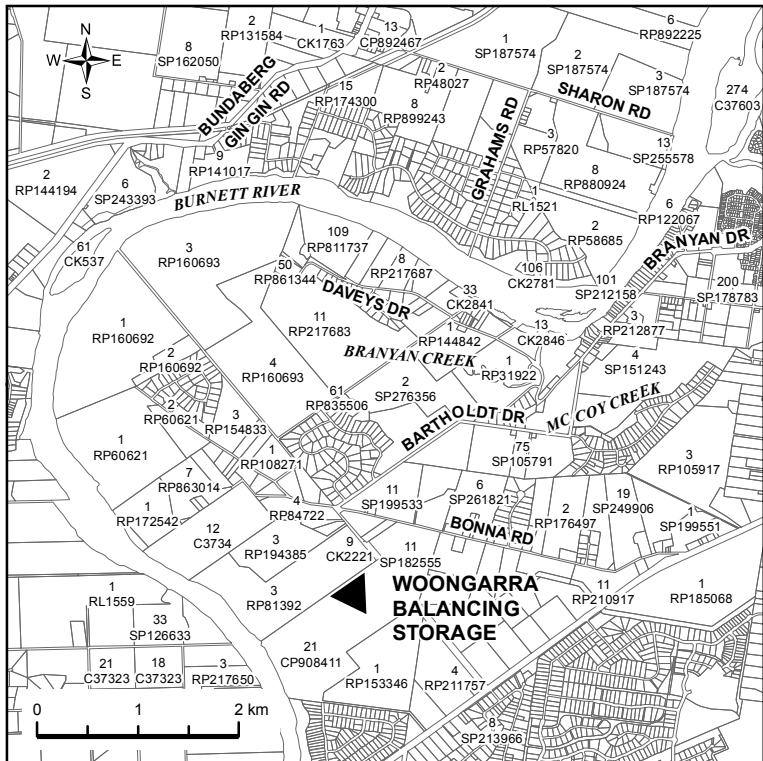 N
W E
S
8
SP162050
2
RP131584
1
CK1763
13
CP892467
1
SP187574
2
SP187574
6
RP892225
3
SP187574
274
C37603
BUNDABERG
GIN GIN RD
15
RP174300
2
RP48027
8
RP899243
SHARON RD
GRAHAMS RD
3
RP57820
13
SP255578
8
RP880924
2
RP144194
9
RP141017
6
SP243393
BURNETT RIVER
1
RL1521
6
RP122067
2
RP58685
BRANYAN DR
61
CK537
3
RP160693
109
RP811737
8
RP217687
50
RP861344
DAVEYS DR
106
CK2781
33
CK2841
101
SP212158
200
SP178783
1
RP160692
11
RP217683
1
RP144842
13
CK2846
3
RP212877
BRANYAN CREEK
2
RP160692
4
RP160693
1
RP31922
4
SP151243
2
SP276356
61
RP835506
2
RP60621
3
RP154833
BARTHOLDT DR
MC COY CREEK
1
RP60621
1
RP108271
75
SP105791
3
RP105917
7
RP863014
11
SP199533
6
SP261821
19
SP249906
1
RP172542
4
RP84722
2
RP176497
1
SP199551
12
C3734
BONNA RD
3
RP194385
9
CK2221
11
SP182555
3
RP81392
WOONGARRA
BALANCING
STORAGE
11
RP210917
1
RP185068
1
RL1559
33
SP126633
21
CP908411
21
C37323
18
C37323
3
RP217650
1
RP153346
4
RP211757
8
SP213966
0 1 2 km